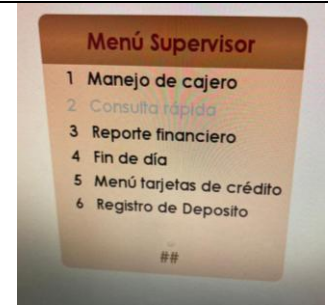 Menú Supervisor
1 Manejo de cajero
2 Consulta rápida
3 Reporte financiero
4 Fin de día
5 Menú tarjetas de crédito
6 Registro de Deposito
##